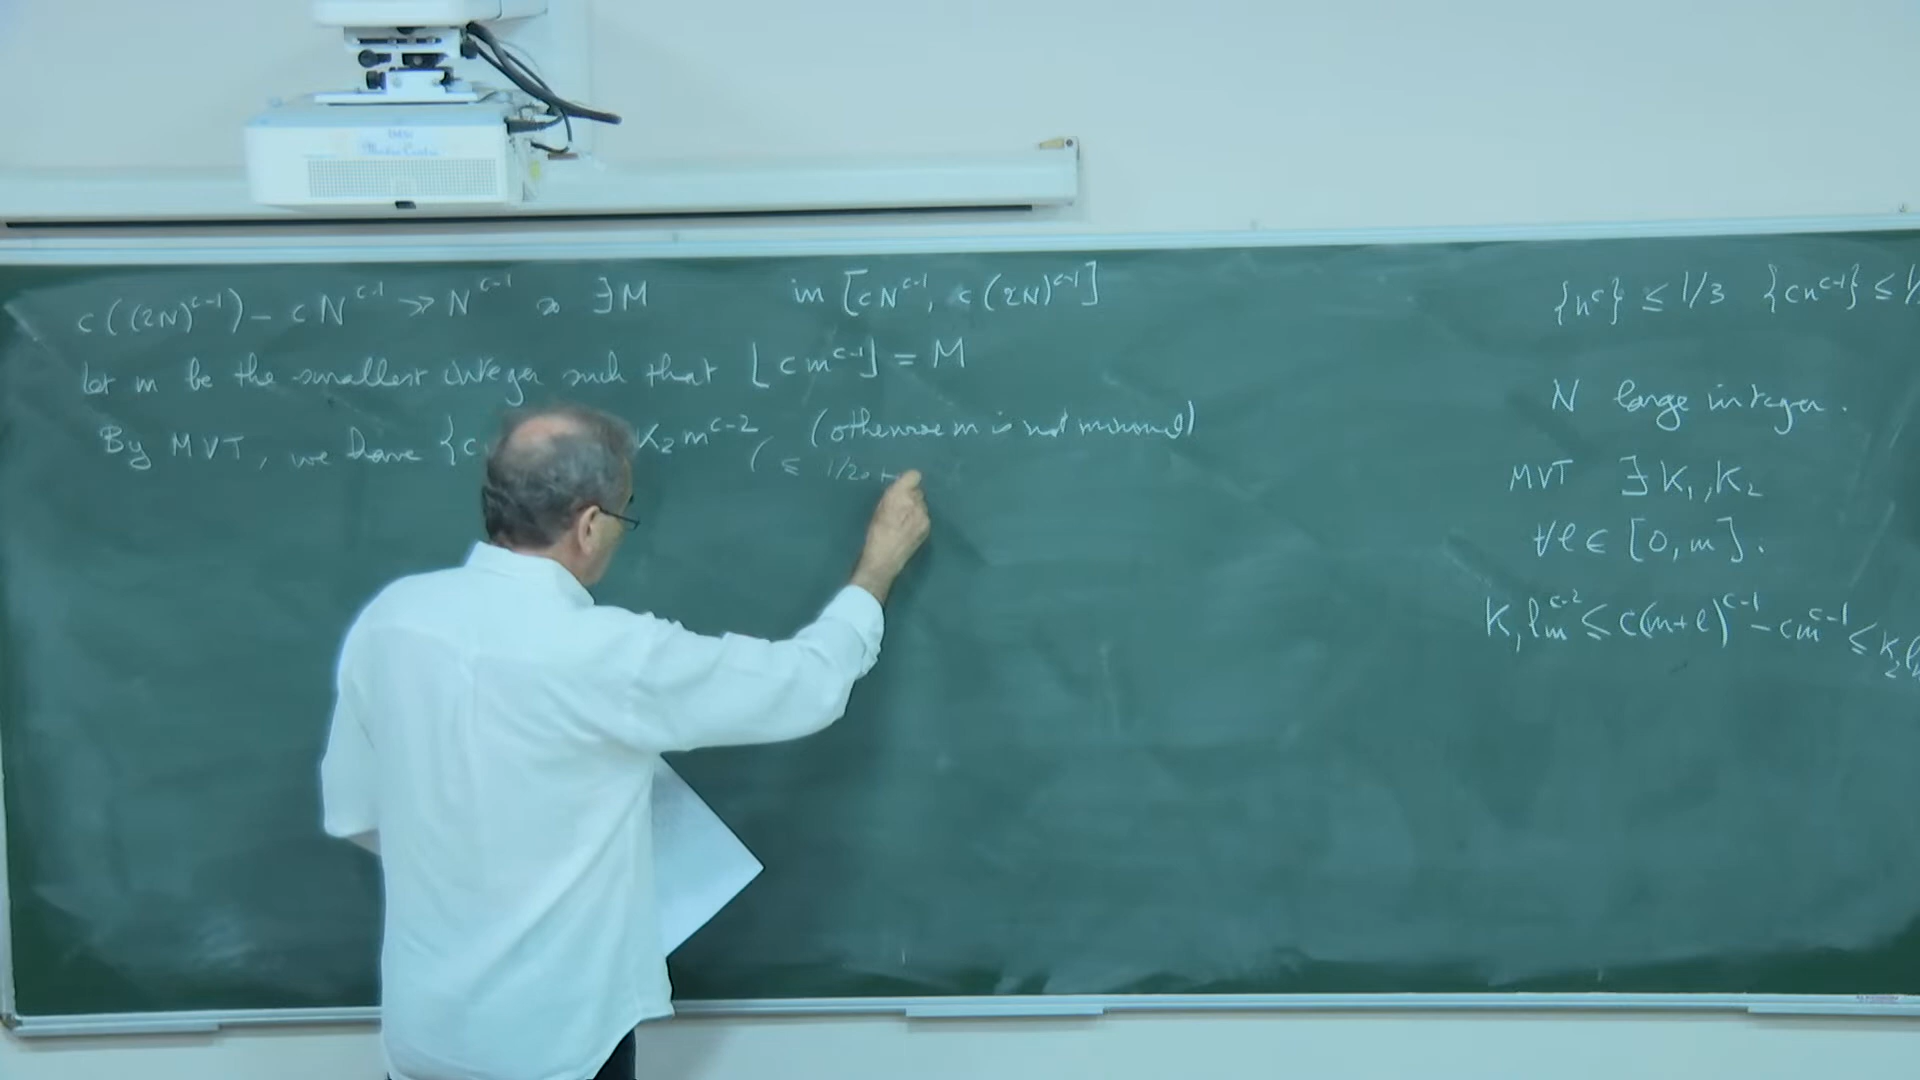 c((2N)^{c-1}) - cN^{c-1} ≫ N^{c-1} so ∃M in [cN^{c-1}, c(2N)^{c-1}]
Let m be the smallest integer such that ⌊cm^{c-1}⌋ = M
By MVT, we have {c K₂m^{c-2} (otherwise m is not minimal)
(≤ 1/20
{n^c} ≤ 1/3 {cn^{c-1}} ≤ 1/
N large integer.
MVT ∃K₁,K₂
∀ℓ∈[0,m].
K₁ℓm^{c-2} ≤ c(m+ℓ)^{c-1} - cm^{c-1} ≤ K₂ℓ